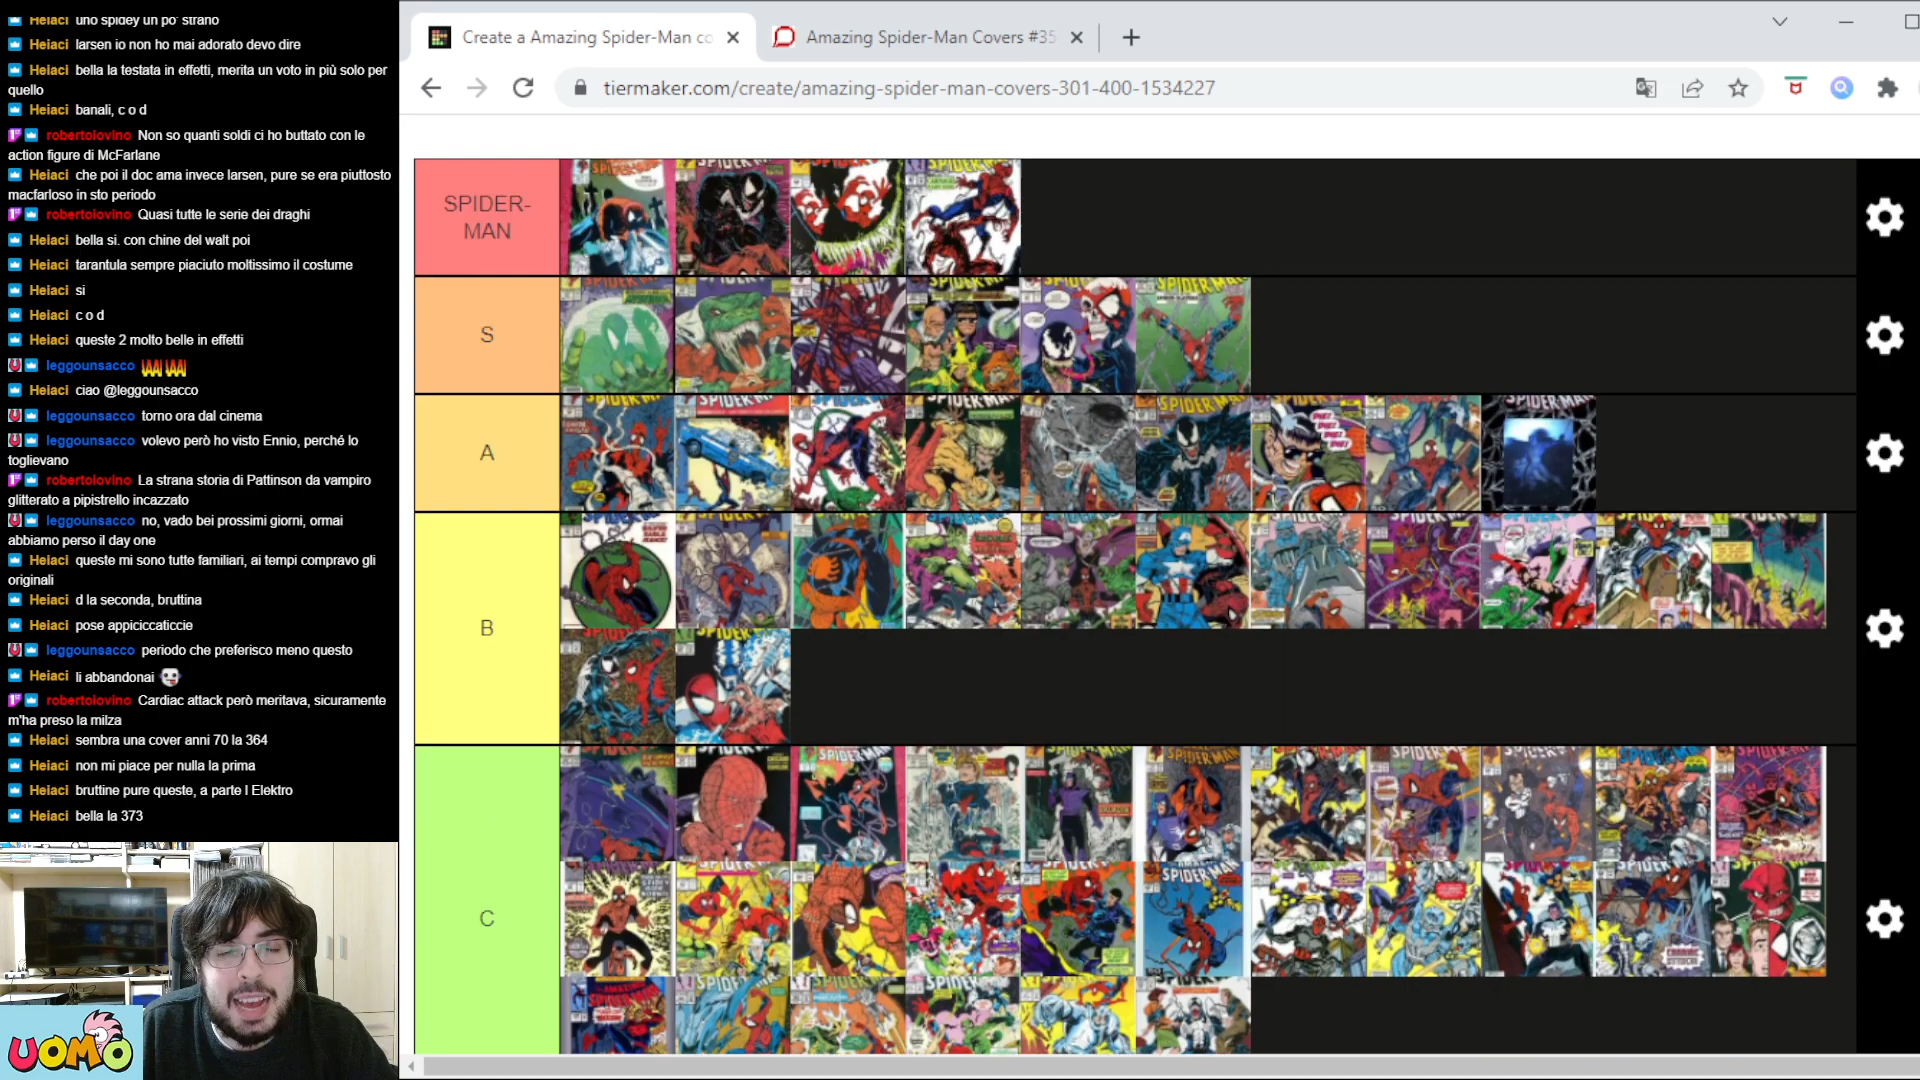 Heiaci uno spidey un po' strano
Heiaci larsen io non ho mai adorato devo dire
Heiaci bella la testata in effetti, merita un voto in più solo per
quello
Heiaci banali, c o d
robertoiovino Non so quanti soldi ci ho buttato con le
action figure di McFarlane
Heiaci che poi il doc ama invece larsen, pure se era piuttosto
macfarloso in sto periodo
robertoiovino Quasi tutte le serie dei draghi
Heiaci bella si. con chine del walt poi
Heiaci tarantula sempre piaciuto moltissimo il costume
Heiaci si
Heiaci c o d
Heiaci queste 2 molto belle in effetti
leggounsacco
Heiaci ciao @leggounsacco
leggounsacco torno ora dal cinema
leggounsacco volevo però ho visto Ennio, perché lo
toglievano
robertoiovino La strana storia di Pattinson da vampiro
glitterato a pipistrello incazzato
leggounsacco no, vado bei prossimi giorni, ormai
abbiamo perso il day one
Heiaci queste mi sono tutte familiari, ai tempi compravo gli
originali
Heiaci d la seconda, bruttina
Heiaci pose appiciccaticcie
leggounsacco periodo che preferisco meno questo
Heiaci li abbandonai
robertoiovino Cardiac attack però meritava, sicuramente
m'ha preso la milza
Heiaci sembra una cover anni 70 la 364
Heiaci non mi piace per nulla la prima
Heiaci bruttine pure queste, a parte l Elektro
Heiaci bella la 373
UOMO
Create a Amazing Spider-Man co
Amazing Spider-Man Covers #35
tiermaker.com/create/amazing-spider-man-covers-301-400-1534227
SPIDER-
MAN
S
A
B
C